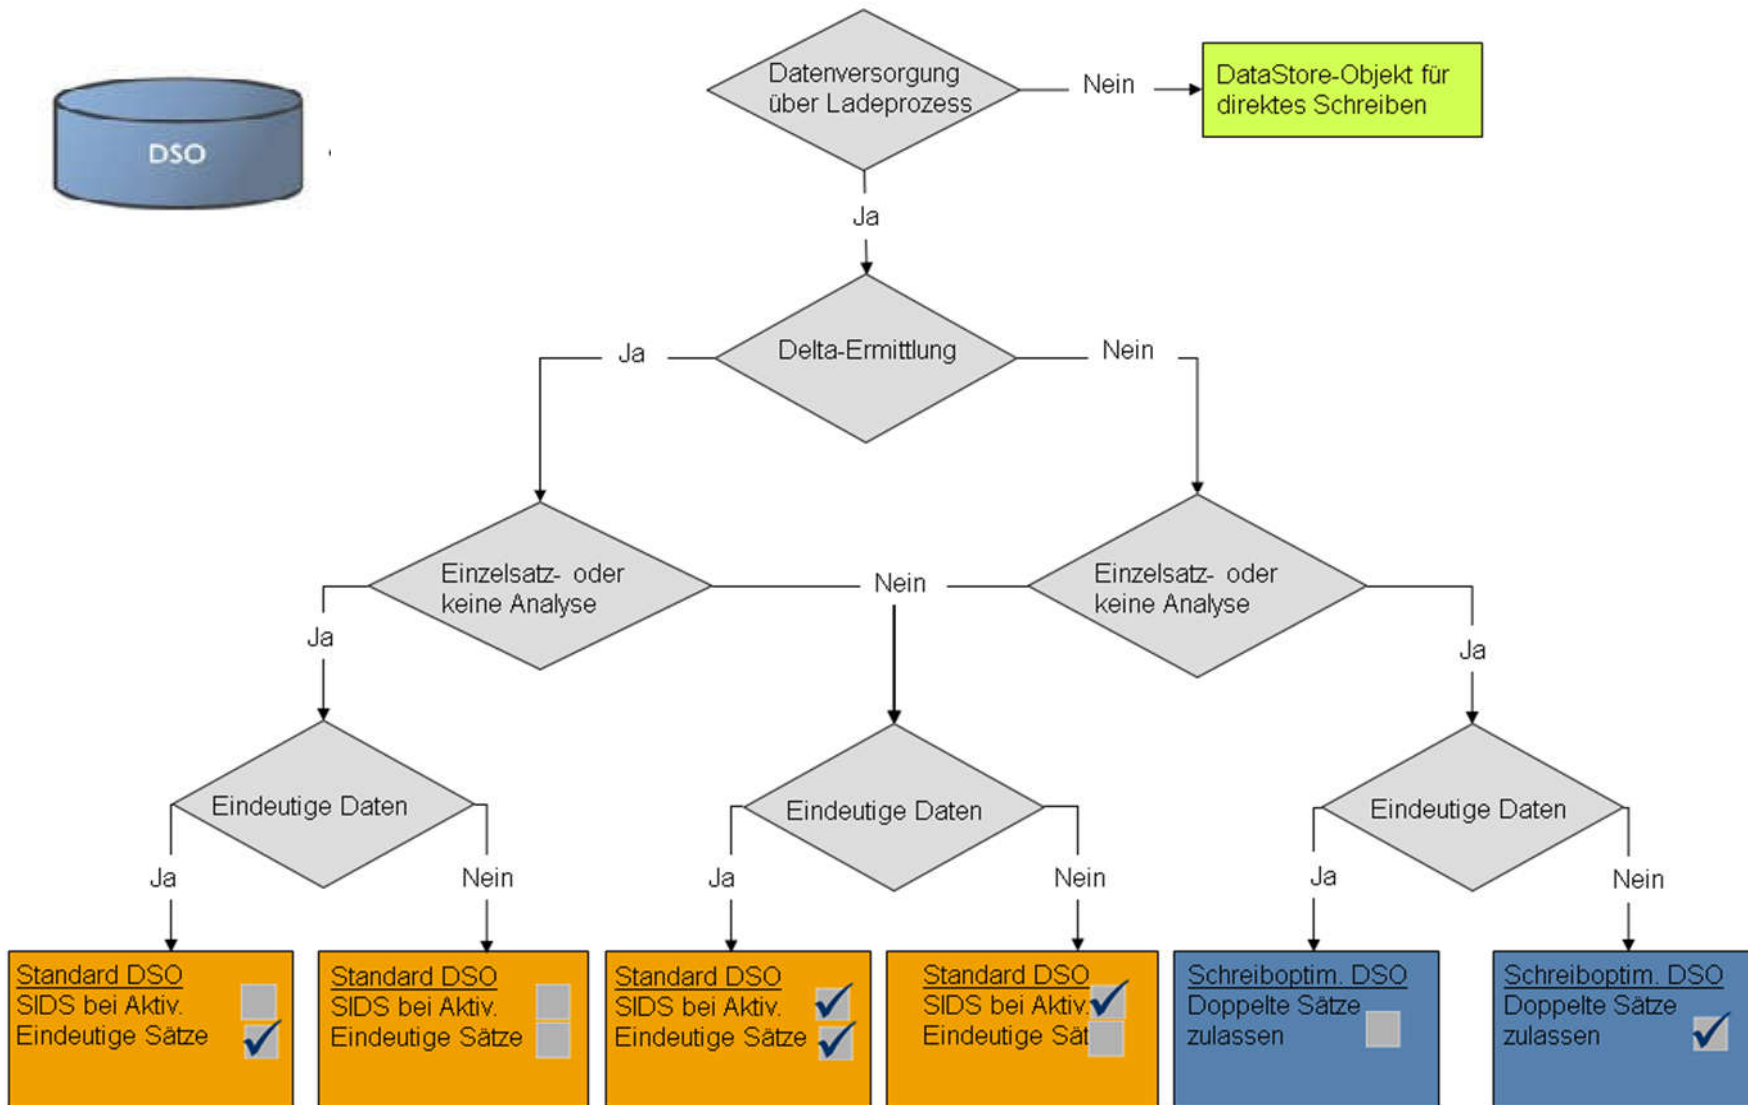 Datenversorgung
über Ladeprozess
Nein
DataStore-Objekt für
direktes Schreiben
DSO
Ja
Ja
Delta-Ermittlung
Nein
Einzelsatz- oder
keine Analyse
Nein
Einzelsatz- oder
keine Analyse
Ja
Ja
Eindeutige Daten
Eindeutige Daten
Eindeutige Daten
Ja
Nein
Ja
Nein
Ja
Nein
Standard DSO
SIDS bei Aktiv.
Eindeutige Sätze
Standard DSO
SIDS bei Aktiv.
Eindeutige Sätze
Standard DSO
SIDS bei Aktiv.
Eindeutige Sätze
Standard DSO
SIDS bei Aktiv.
Eindeutige Sät
Schreiboptim. DSO
Doppelte Sätze
zulassen
Schreiboptim. DSO
Doppelte Sätze
zulassen